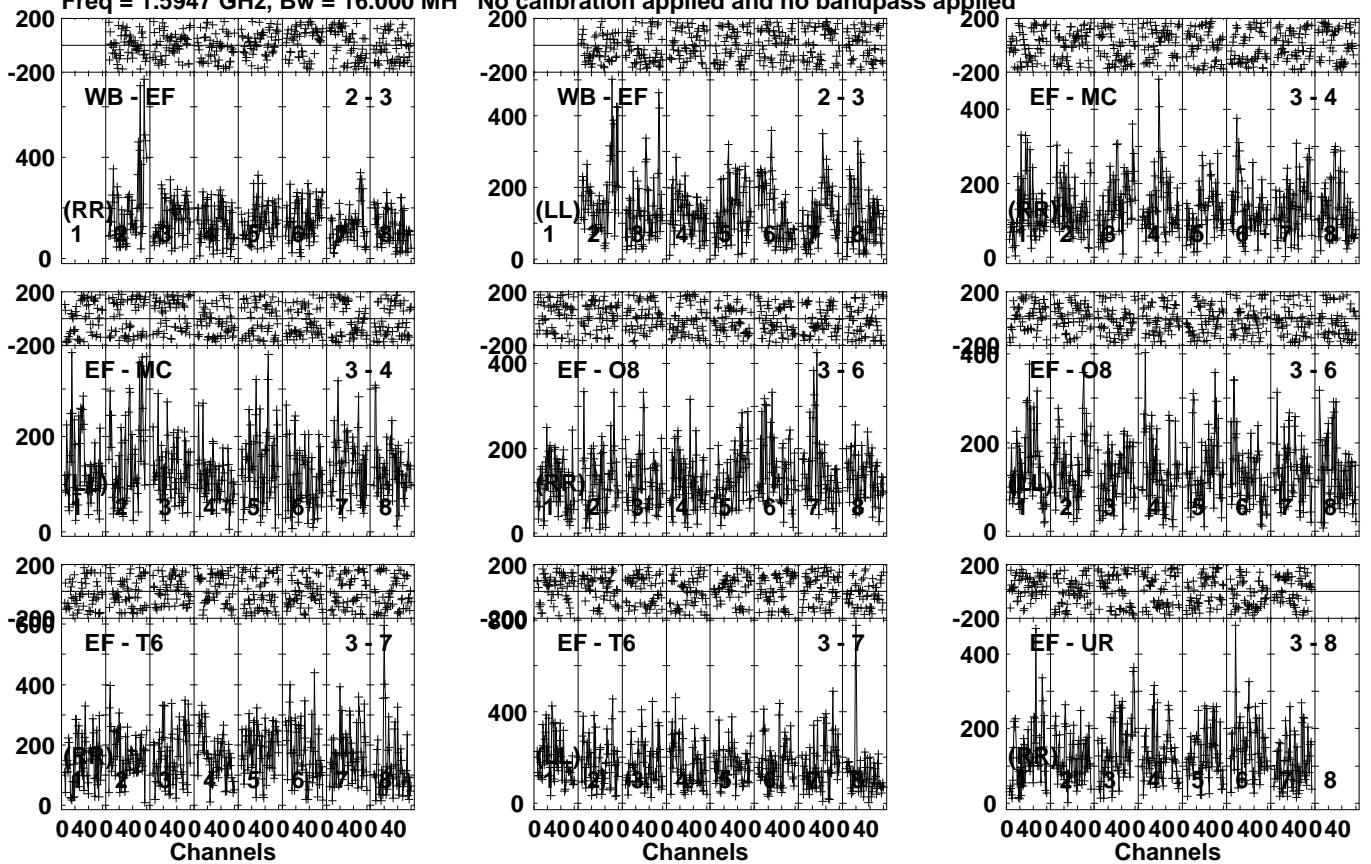 Freq = 1.5947 GHz, Bw = 16.000 MH No calibration applied and no bandpass applied
200 200 200
-200 -200 -200
WB - EF 2 - 3 WB - EF 2 - 3 EF - MC 3 - 4
400 400 400
200 200
(RR) (LL) (RR)
1 2 3 4 5 6 7 8 1 2 3 4 5 6 7 8 1 2 3 4 5 6 7 8
0 0 0
200 200 200
-200 -200 -200
400 400
EF - MC 3 - 4 EF - O8 3 - 6 EF - O8 3 - 6
200 200 200
(LL) (RR) (LL)
1 2 3 4 5 6 7 8 1 2 3 4 5 6 7 8 1 2 3 4 5 6 7 8
0 0 0
200 200 200
-200 -200 -200
600 800
EF - T6 3 - 7 EF - T6 3 - 7 EF - UR 3 - 8
400 400 400
200 200
(RR) (LL) (RR)
1 2 3 4 5 6 7 8 1 2 3 4 5 6 7 8 1 2 3 4 5 6 7 8
0 0 0
0 40 0 40 0 40 0 40 0 40 0 40 0 40 0 40 0 40 0 40 0 40 0 40 0 40 0 40 0 40 0 40 0 40 0 40 0 40 0 40 0 40 0 40 0 40 0 40
Channels Channels Channels